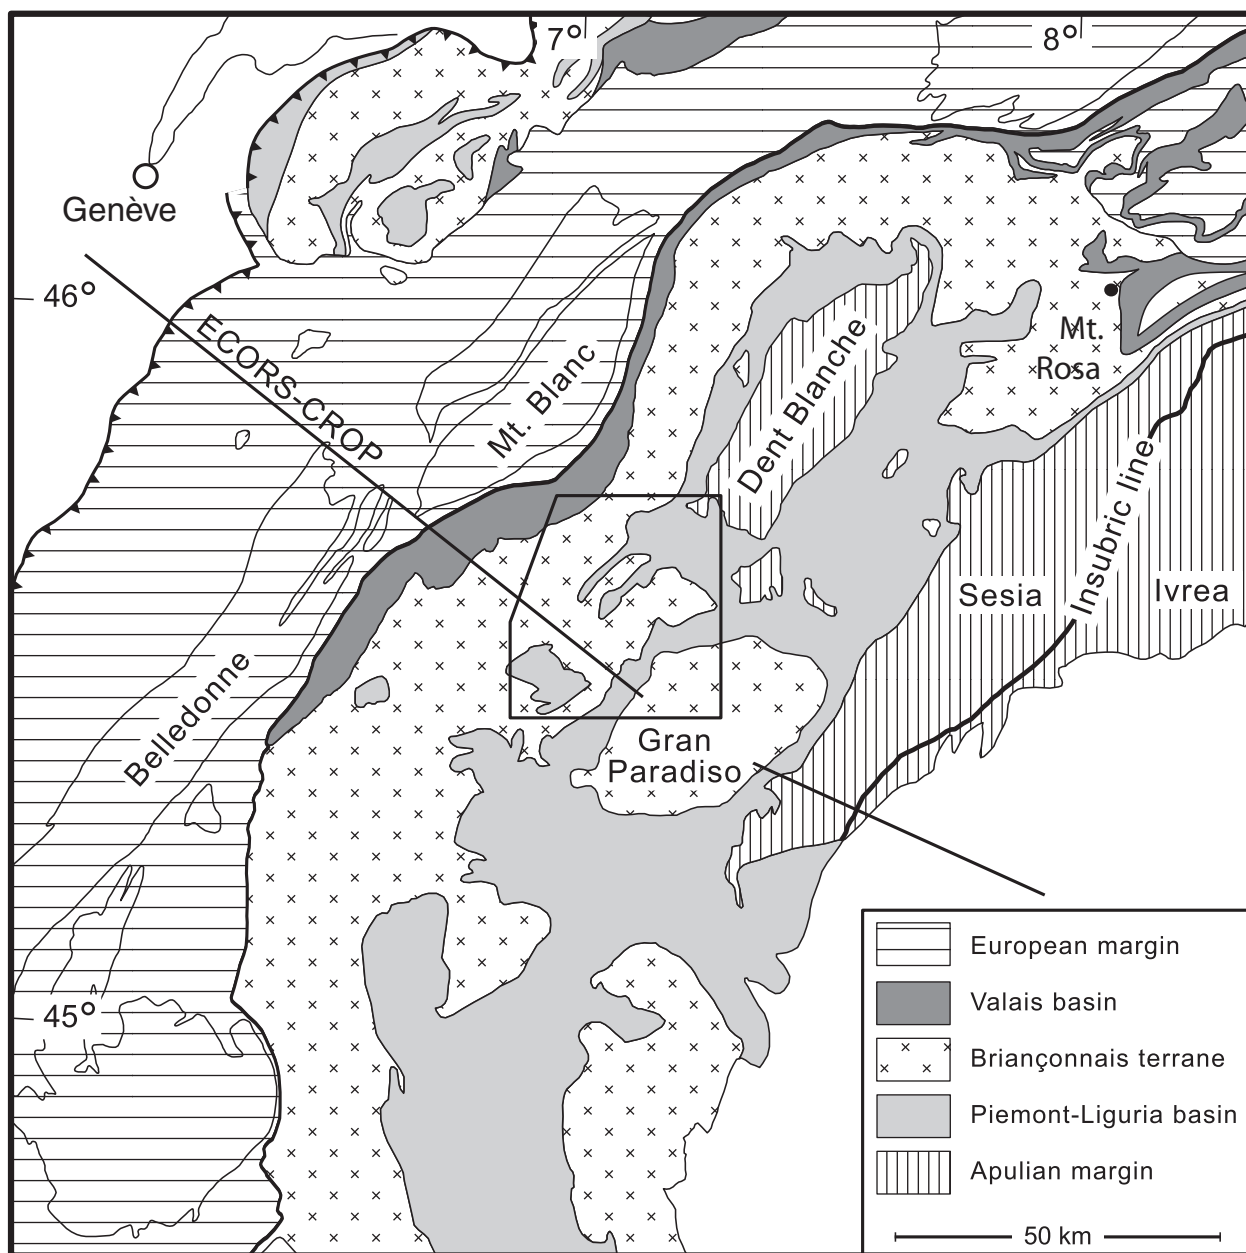 7°
8°
Genève
46°
ECORS-CROP
Mt. Blanc
Dent Blanche
Mt.
Rosa
Insubric line
Sesia
Ivrea
Belledonne
Gran
Paradiso
45°
European margin
Valais basin
Briançonnais terrane
Piemont-Liguria basin
Apulian margin
50 km